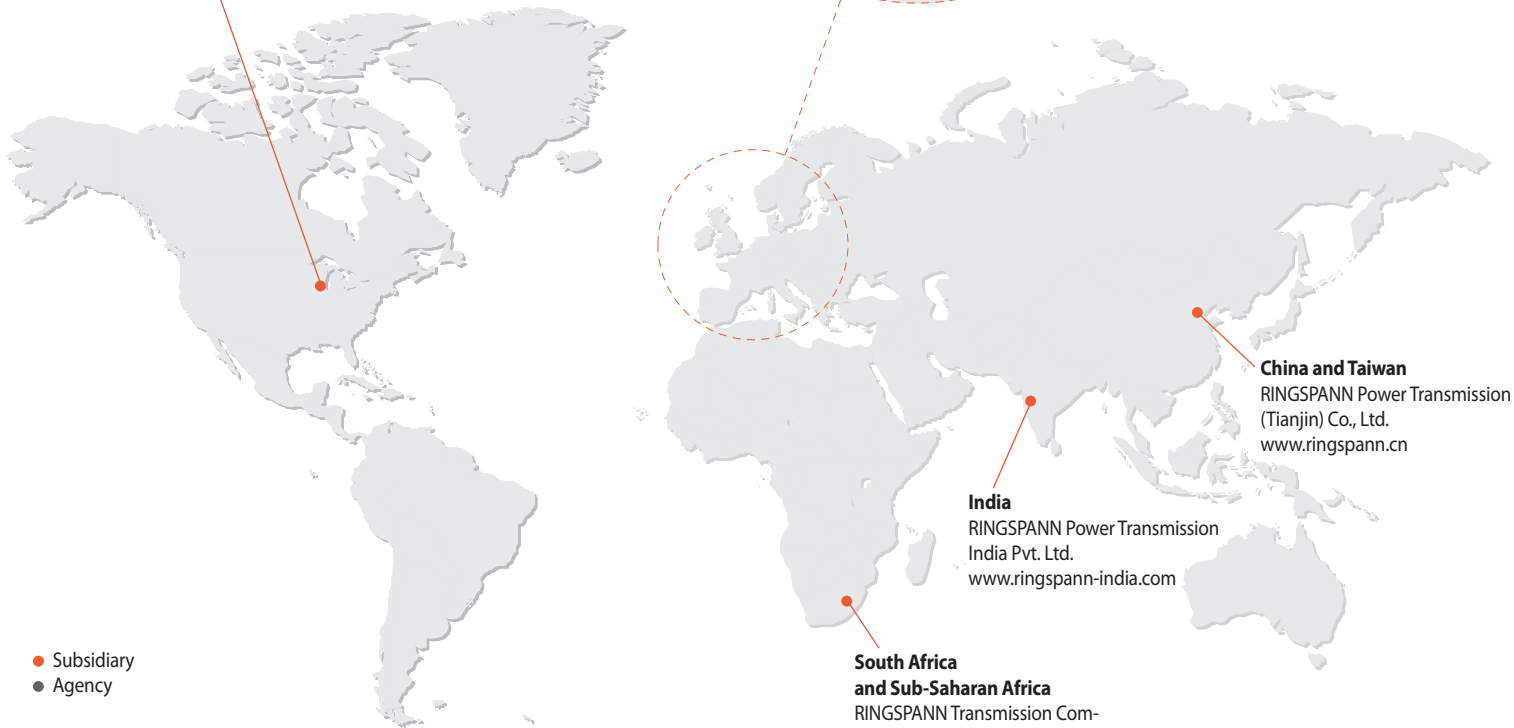 China and Taiwan
RINGSPANN Power Transmission
(Tianjin) Co., Ltd.
www.ringspann.cn
India
RINGSPANN Power Transmission
India Pvt. Ltd.
www.ringspann-india.com
South Africa
and Sub-Saharan Africa
RINGSPANN Transmission Com-
Subsidiary
Agency